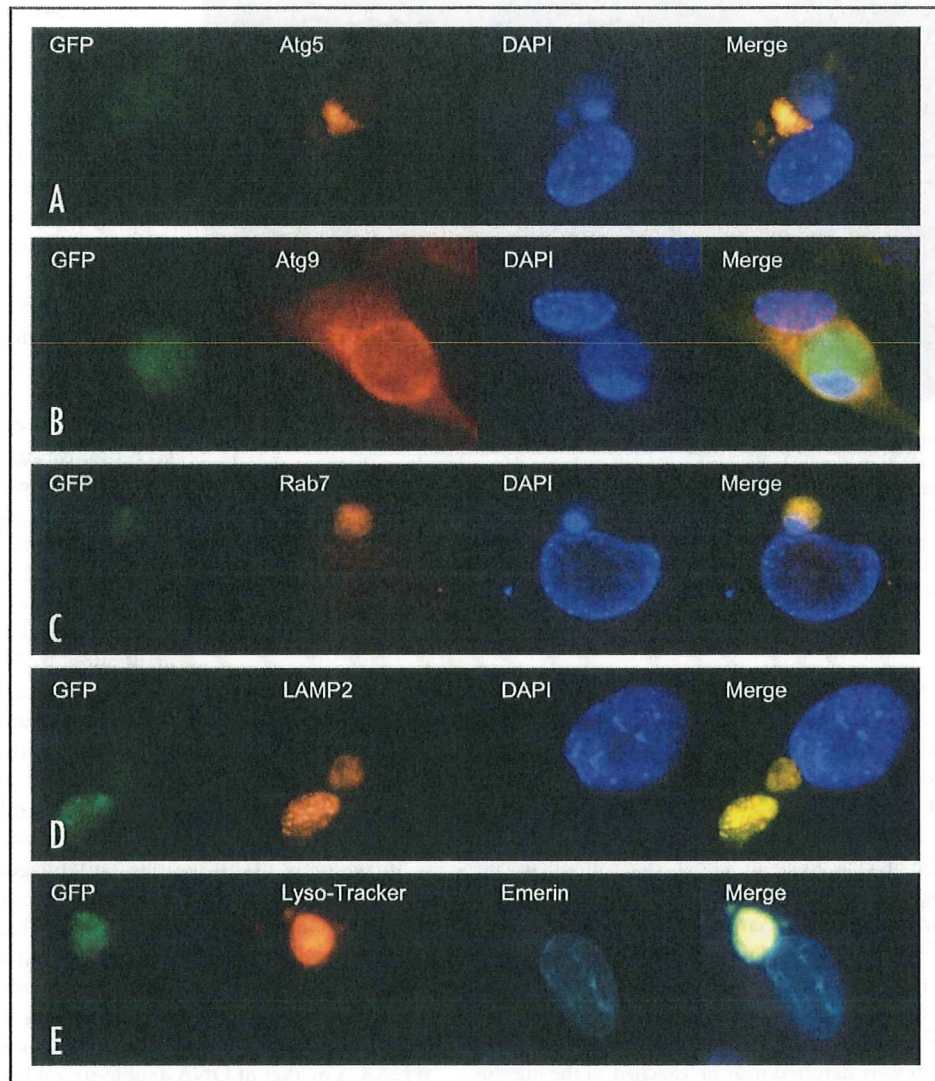 GFP Atg5 DAPI Merge
A
GFP Atg9 DAPI Merge
B
GFP Rab7 DAPI Merge
C
GFP LAMP2 DAPI Merge
D
GFP Lyso-Tracker Emerin Merge
E